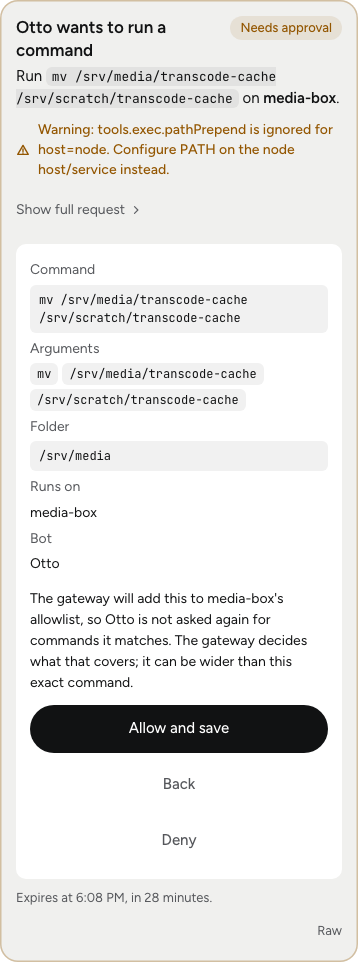 Otto wants to run a
command
Needs approval
Run mv /srv/media/transcode-cache
/srv/scratch/transcode-cache on media-box.
Warning: tools.exec.pathPrepend is ignored for
host=node. Configure PATH on the node
host/service instead.
Show full request
Command
mv /srv/media/transcode-cache
/srv/scratch/transcode-cache
Arguments
mv /srv/media/transcode-cache
/srv/scratch/transcode-cache
Folder
/srv/media
Runs on
media-box
Bot
Otto
The gateway will add this to media-box's
allowlist, so Otto is not asked again for
commands it matches. The gateway decides
what that covers; it can be wider than this
exact command.
Allow and save
Back
Deny
Expires at 6:08 PM, in 28 minutes.
Raw